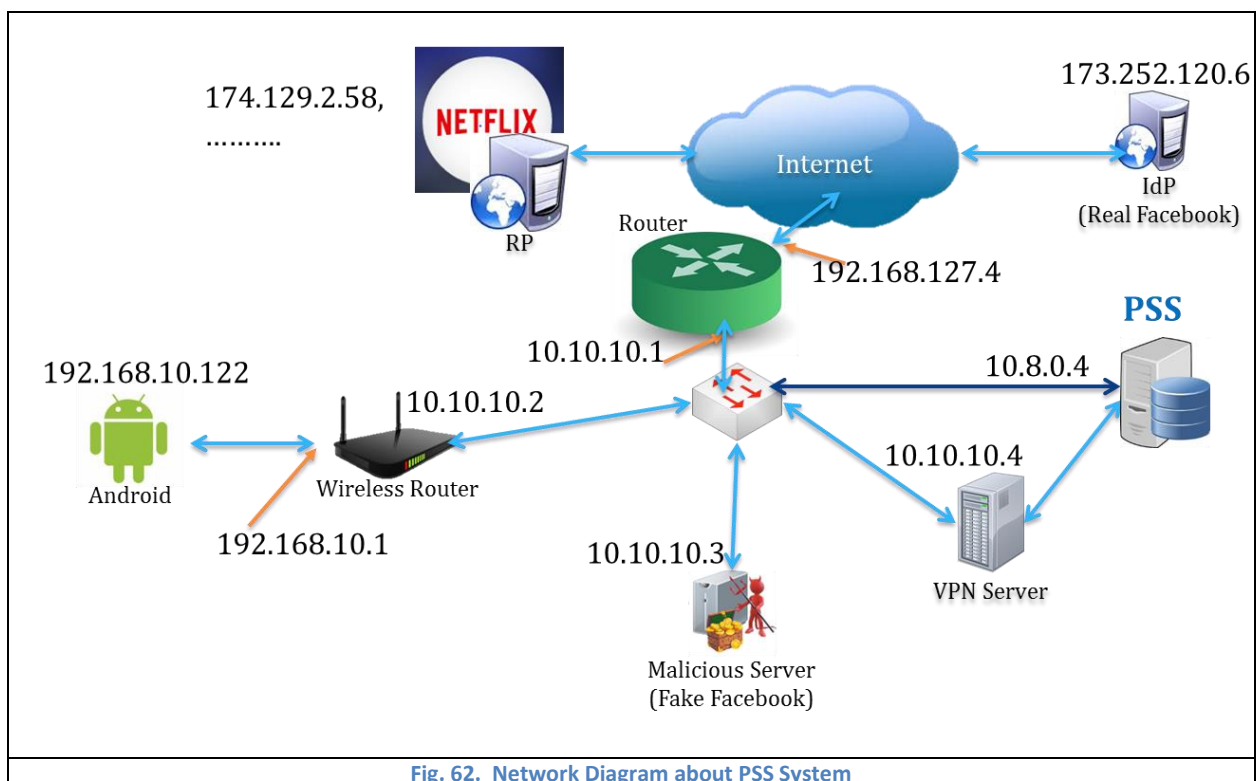 174.129.2.58,
..........
NETFLIX
RP
Internet
173.252.120.6
IdP
(Real Facebook)
Router
192.168.127.4
PSS
10.10.10.1
10.8.0.4
192.168.10.122
10.10.10.2
Android
Wireless Router
192.168.10.1
10.10.10.4
VPN Server
10.10.10.3
Malicious Server
(Fake Facebook)
Fig. 62. Network Diagram about PSS System